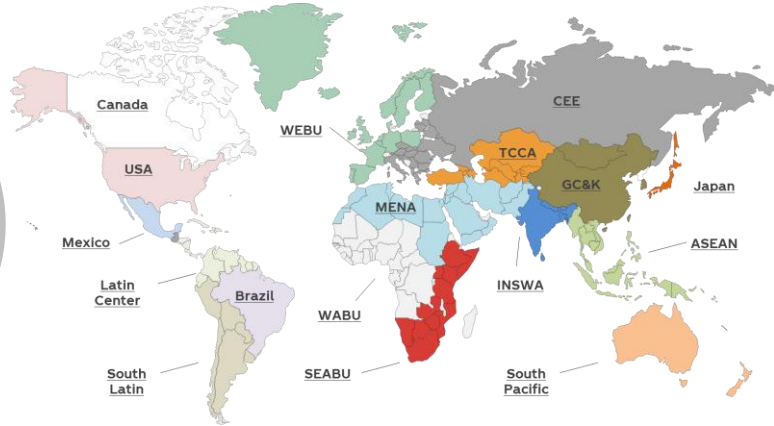 Canada
CEE
WEBU
TCCA
USA
GC&K
Japan
MENA
Mexico
ASEAN
Latin
Center
INSWA
Brazil
WABU
South
Latin
SEABU
South
Pacific